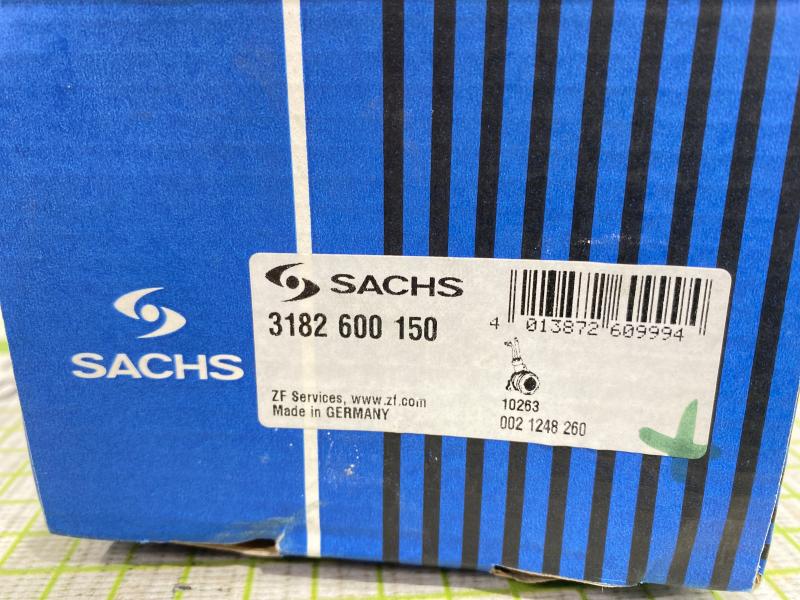 SACHS
SACHS
3182 600 150
4 013872 609994
ZF Services, www.zf.com
Made in GERMANY
10263
002 1248 260